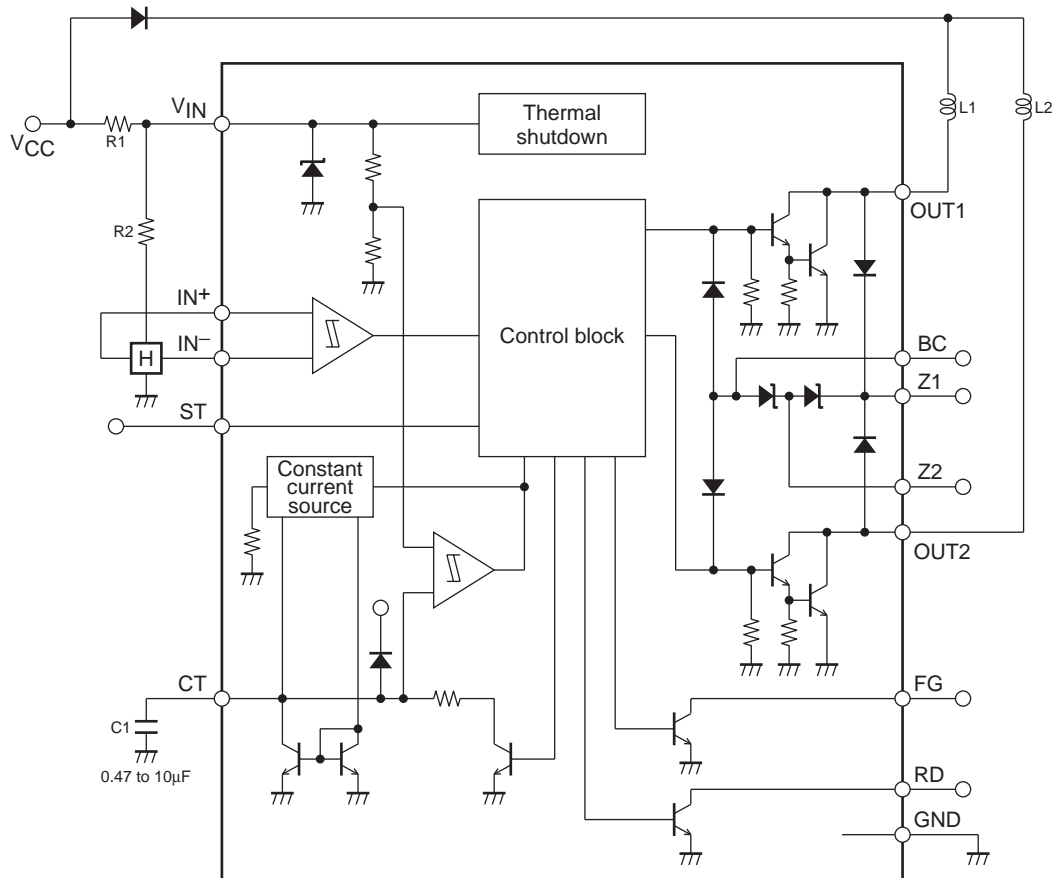 VCC
R1
VIN
Thermal
shutdown
L1
L2
OUT1
R2
IN+
IN−
H
Control block
BC
Z1
ST
Z2
Constant
current
source
OUT2
CT
FG
C1
0.47 to 10μF
RD
GND